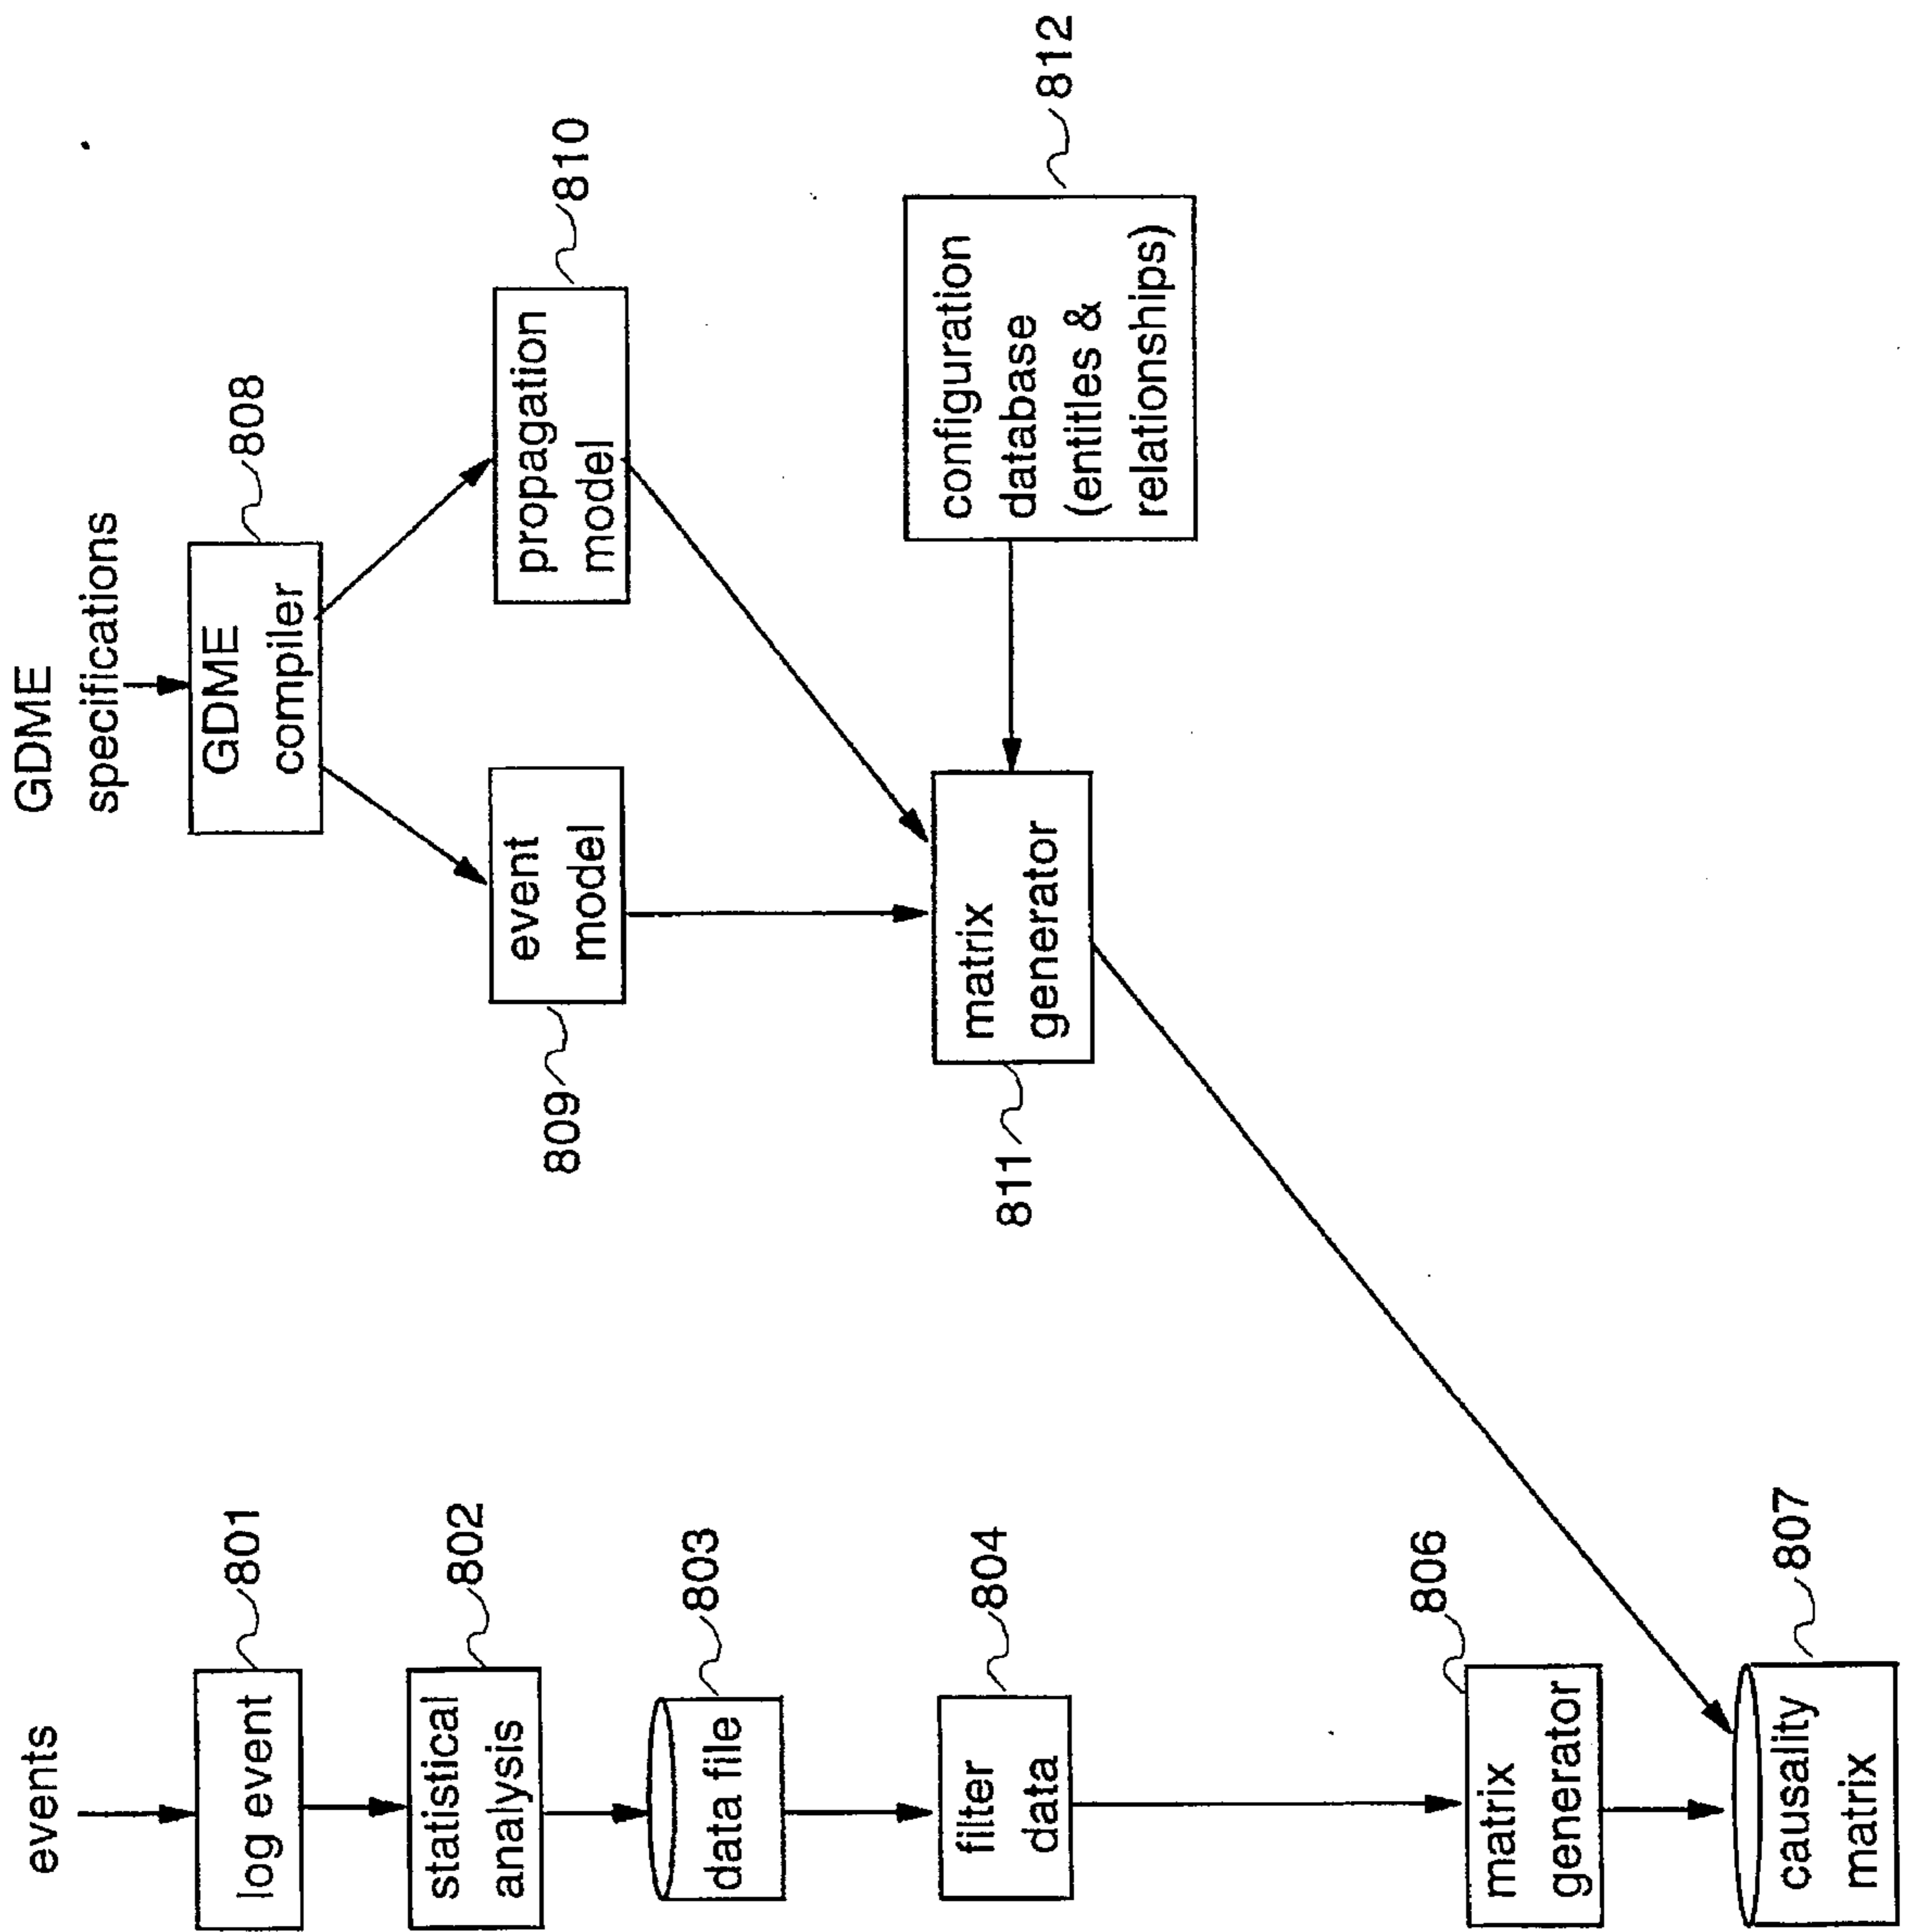 events
log event
801
statistical
analysis
802
data file
803
filter
data
804
matrix
generator
806
causality
matrix
807
GDME
specifications
GDME
compiler
808
event
model
809
propagation
model
810
matrix
generator
811
configuration
database
(entities &
relationships)
812